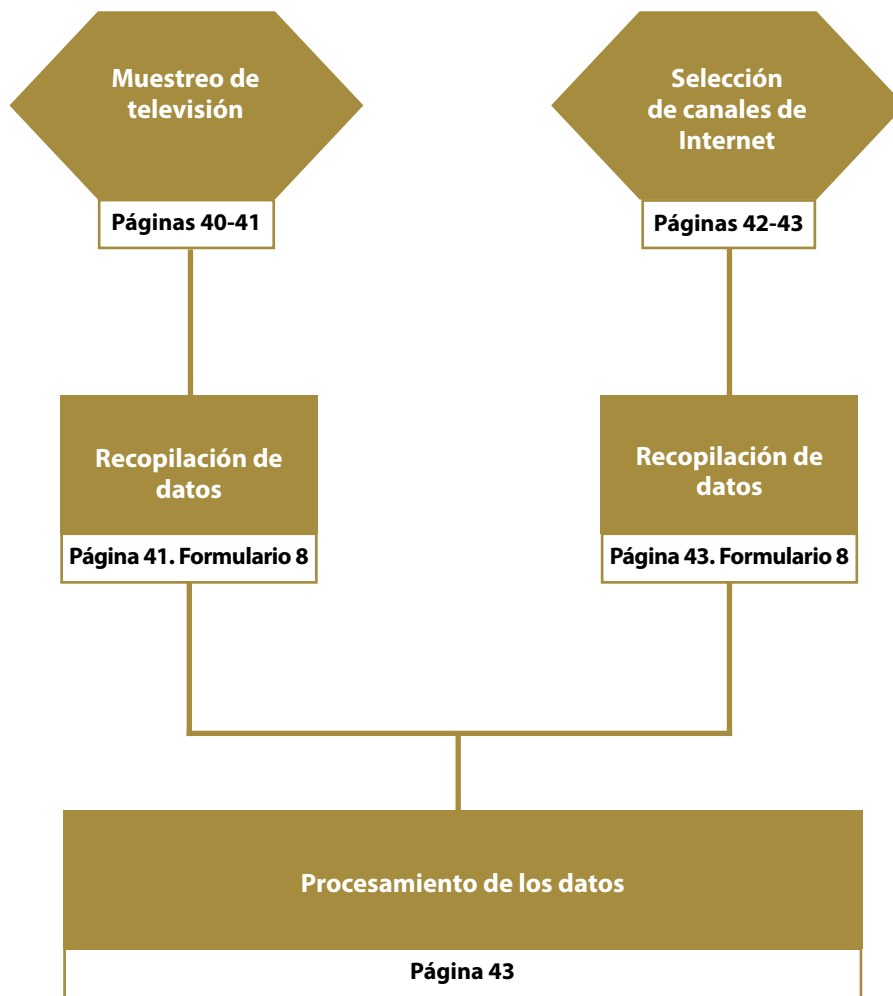 Muestreo de
televisión
Páginas 40-41
Selección
de canales de
Internet
Páginas 42-43
Recopilación de
datos
Página 41. Formulario 8
Recopilación de
datos
Página 43. Formulario 8
Procesamiento de los datos
Página 43